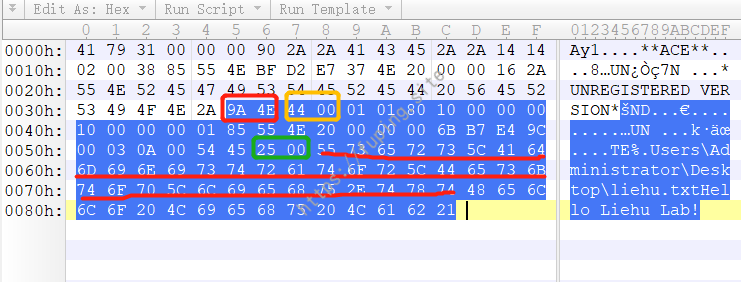 Edit As: Hex Run Script Run Template
0 1 2 3 4 5 6 7 8 9 A B C D E F 0123456789ABCDEF
0000h: 41 79 31 00 00 00 90 2A 2A 41 43 45 2A 2A 14 14 Ay1....**ACE**..
0010h: 02 00 38 85 55 4E BF D2 E7 37 4E 20 00 00 16 2A ..8…UN¿Òç7N ...*
0020h: 55 4E 52 45 47 49 53 54 45 52 45 44 20 56 45 52 UNREGISTERED VER
0030h: 53 49 4F 4E 2A 9A 4E 44 00 01 01 00 10 00 00 00 SION*šND...€....
0040h: 10 00 00 00 01 85 55 4E 20 00 00 00 6B B7 E4 9C .....…UN ...k·äœ
0050h: 00 03 0A 00 54 45 25 00 55 73 65 72 73 5C 41 64 ....TE%.Users\Ad
0060h: 6D 69 6E 69 73 74 72 61 74 6F 72 5C 44 65 73 6B ministrator\Desk
0070h: 74 6F 70 5C 6C 69 65 68 75 2E 74 78 74 48 65 6C top\liehu.txtHel
0080h: 6C 6F 20 4C 69 65 68 75 20 4C 61 62 21 lo Liehu Lab!